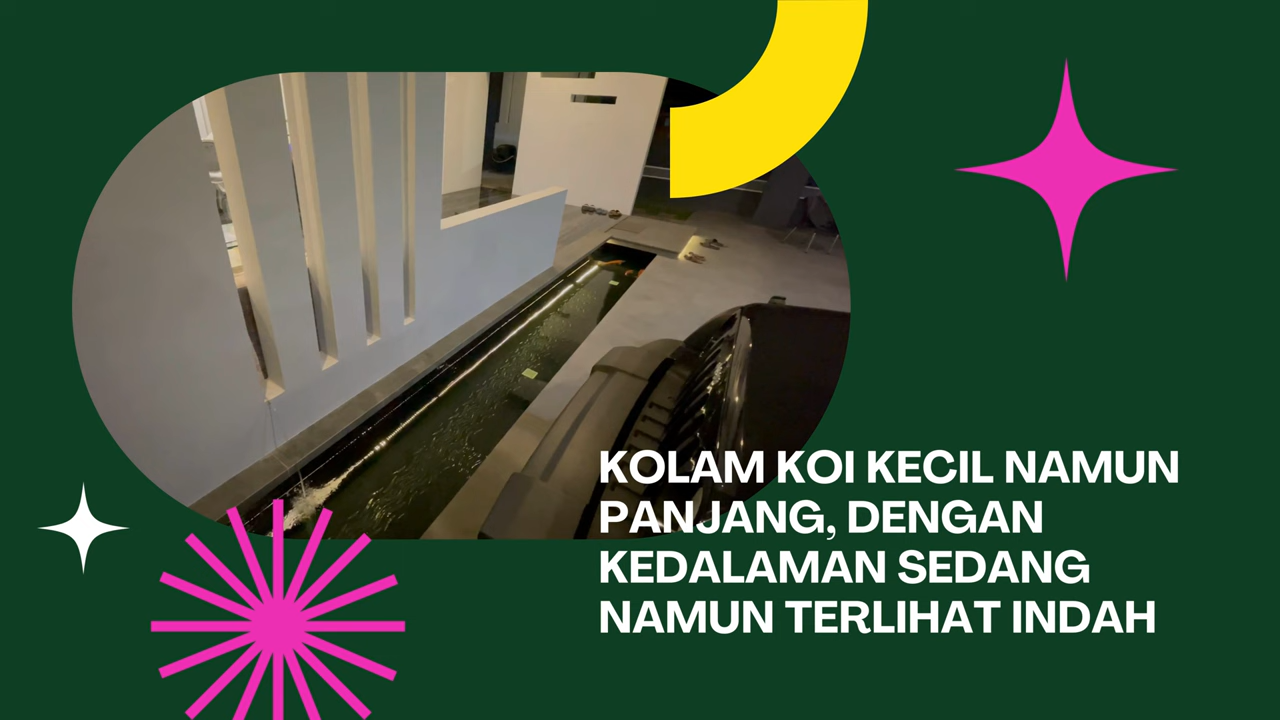 KOLAM KOI KECIL NAMUN
PANJANG, DENGAN
KEDALAMAN SEDANG
NAMUN TERLIHAT INDAH